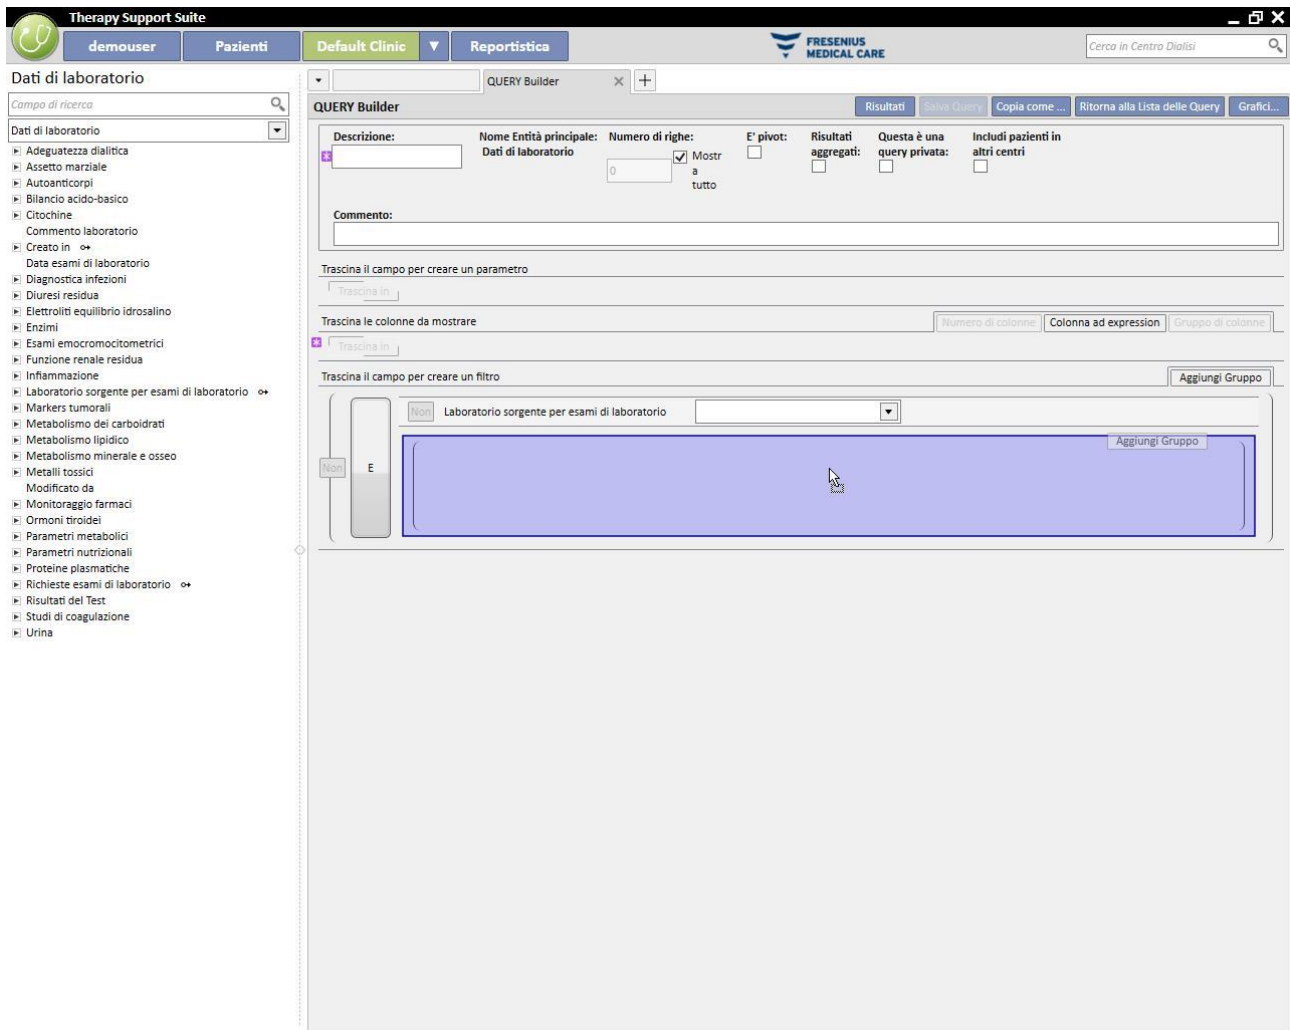 Therapy Support Suite
demouser
Pazienti
Default Clinic
Reportistica
FRESENIUS
MEDICAL CARE
Cerca in Centro Dialisi
Dati di laboratorio
Campo di ricerca
Dati di laboratorio
Adeguatezza dialitica
Assetto marziale
Autoanticorpi
Bilancio acido-basico
Citochine
Commento laboratorio
Creato in
Data esami di laboratorio
Diagnostica infezioni
Diuresi residua
Elettroliti equilibrio idrosalino
Enzimi
Esami emocromocitometrici
Funzione renale residua
Infiammazione
Laboratorio sorgente per esami di laboratorio
Markers tumorali
Metabolismo dei carboidrati
Metabolismo lipidico
Metabolismo minerale e osseo
Metalli tossici
Modificato da
Monitoraggio farmaci
Ormoni tiroidei
Parametri metabolici
Parametri nutrizionali
Proteine plasmatiche
Richieste esami di laboratorio
Risultati del Test
Studi di coagulazione
Urina
QUERY Builder
QUERY Builder
Risultati
Salva Query
Copia come ...
Ritorna alla Lista delle Query
Grafici...
Descrizione:
Nome Entità principale:
Dati di laboratorio
Numero di righe:
0
Mostr
a
tutto
E' pivot:
Risultati
aggregati:
Questa è una
query privata:
Includi pazienti in
altri centri
Commento:
Trascina il campo per creare un parametro
Trascina in
Trascina le colonne da mostrare
Numero di colonne
Colonna ad expression
Gruppo di colonne
Trascina in
Trascina il campo per creare un filtro
Aggiungi Gruppo
Non
E
Non
Laboratorio sorgente per esami di laboratorio
Aggiungi Gruppo